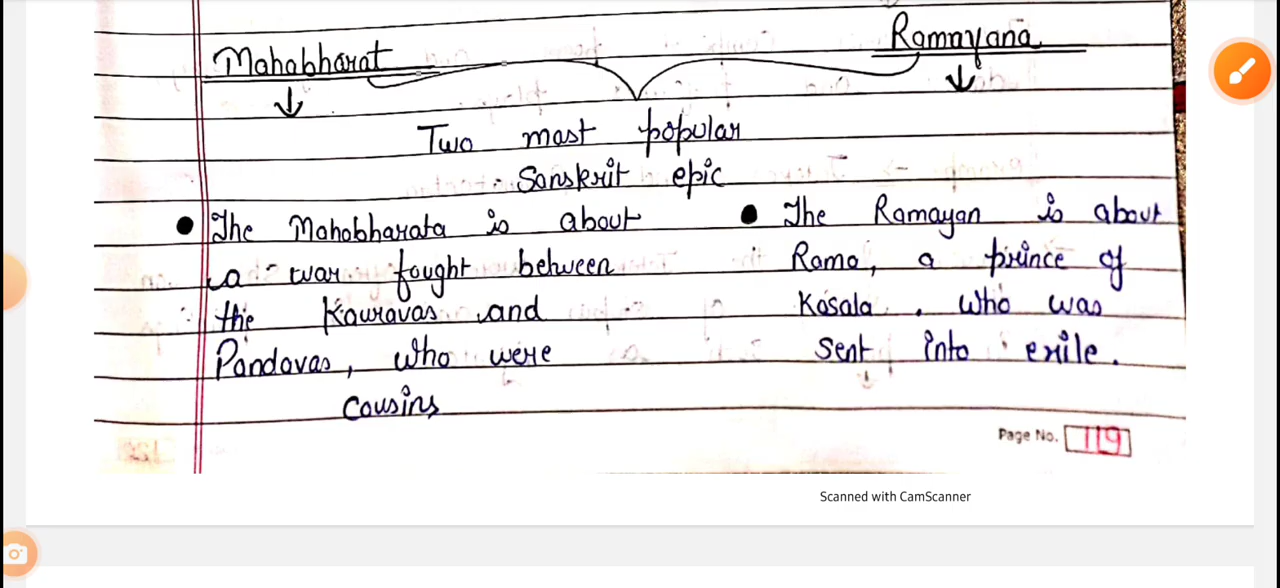 Mahabharat
Ramayana
Two most popular
Sanskrit epic
• The Mahabharata is about
a war fought between
the Kauravas and
Pandavas, who were
cousins
• The Ramayan is about
Rama, a prince of
Kosala, who was
sent into exile.
Page No. 119
Scanned with CamScanner